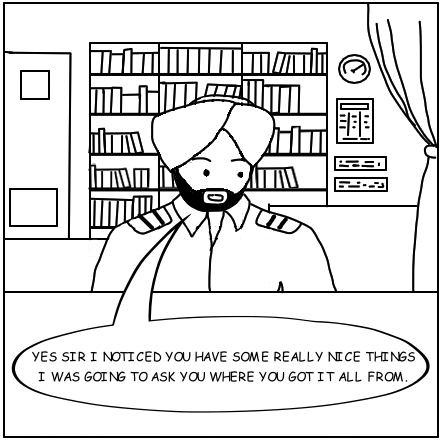 YES SIR I NOTICED YOU HAVE SOME REALLY NICE THINGS
I WAS GOING TO ASK YOU WHERE YOU GOT IT ALL FROM.